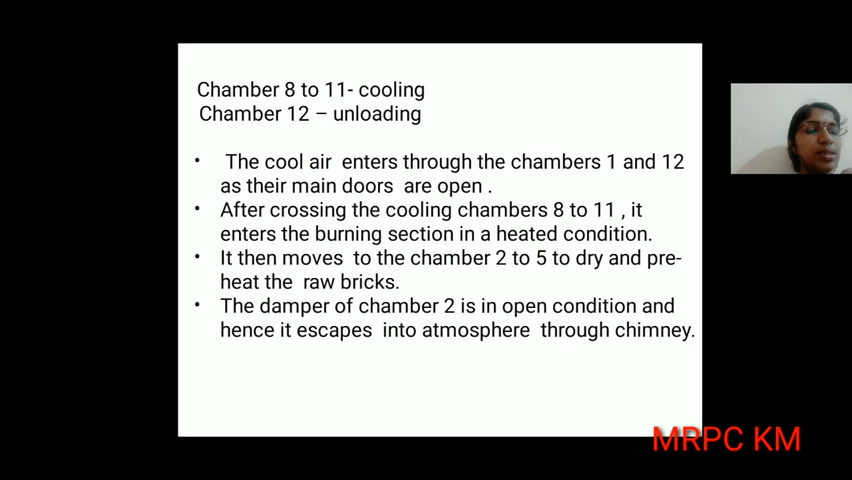 Chamber 8 to 11- cooling
Chamber 12 – unloading
• The cool air enters through the chambers 1 and 12
as their main doors are open .
• After crossing the cooling chambers 8 to 11 , it
enters the burning section in a heated condition.
• It then moves to the chamber 2 to 5 to dry and pre-
heat the raw bricks.
• The damper of chamber 2 is in open condition and
hence it escapes into atmosphere through chimney.
MRPC KM